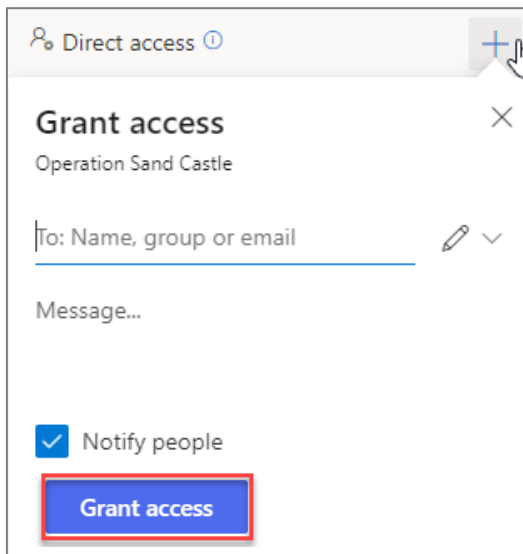 Direct access
Grant access
Operation Sand Castle
To: Name, group or email
Message...
Notify people
Grant access